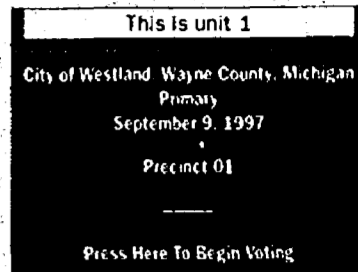 This is unit 1
City of Westland, Wayne County, Michigan
Primary
September 9, 1997
Precinct 01
Press Here To Begin Voting